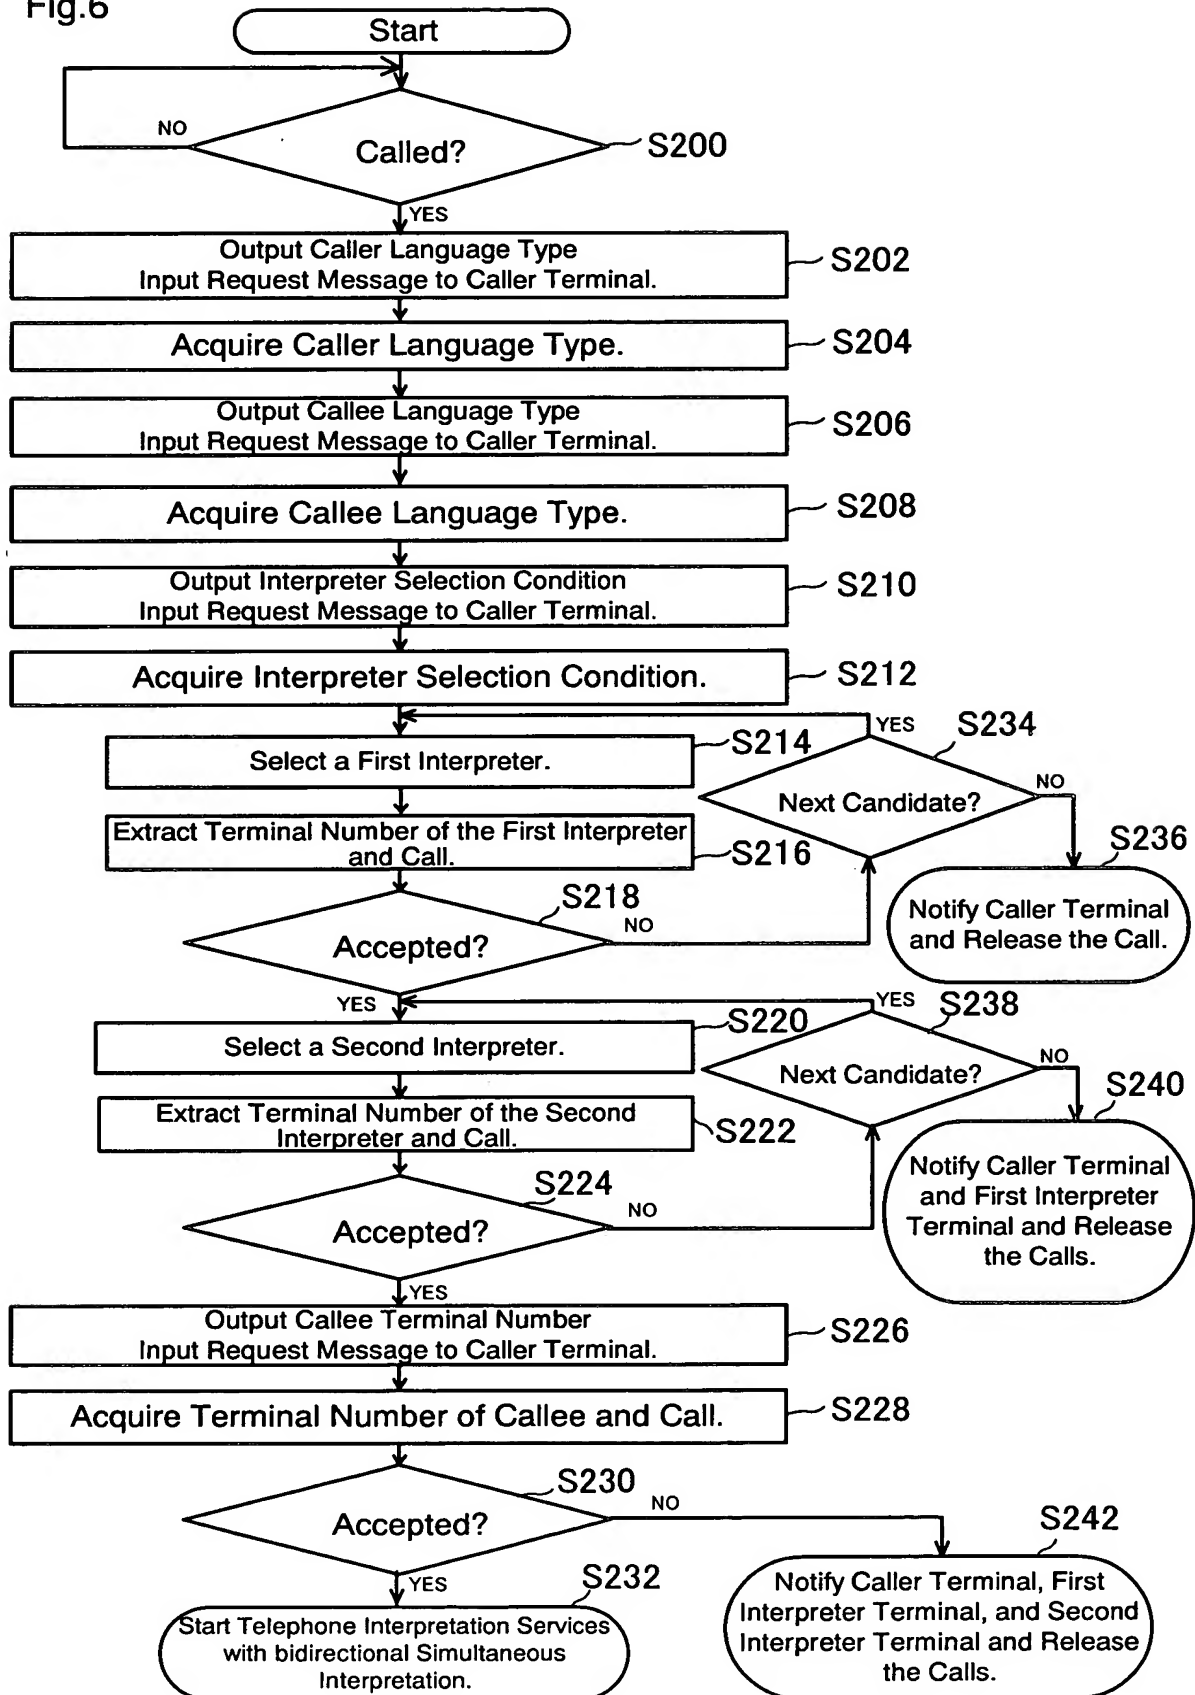 Fig.6
Start
NO
Called?
S200
YES
Output Caller Language Type
Input Request Message to Caller Terminal.
S202
Acquire Caller Language Type.
S204
Output Callee Language Type
Input Request Message to Caller Terminal.
S206
Acquire Callee Language Type.
S208
Output Interpreter Selection Condition
Input Request Message to Caller Terminal.
S210
Acquire Interpreter Selection Condition.
S212
YES
S234
Select a First Interpreter.
S214
Next Candidate?
NO
Extract Terminal Number of the First Interpreter
and Call.
S216
S236
Notify Caller Terminal
and Release the Call.
S218
Accepted?
NO
YES
YES
S238
Select a Second Interpreter.
S220
Next Candidate?
NO
Extract Terminal Number of the Second
Interpreter and Call.
S222
S240
Notify Caller Terminal
and First Interpreter
Terminal and Release
the Calls.
S224
Accepted?
NO
YES
Output Callee Terminal Number
Input Request Message to Caller Terminal.
S226
Acquire Terminal Number of Callee and Call.
S228
S230
Accepted?
NO
YES
S242
Notify Caller Terminal, First
Interpreter Terminal, and Second
Interpreter Terminal and Release
the Calls.
S232
Start Telephone Interpretation Services
with bidirectional Simultaneous
Interpretation.